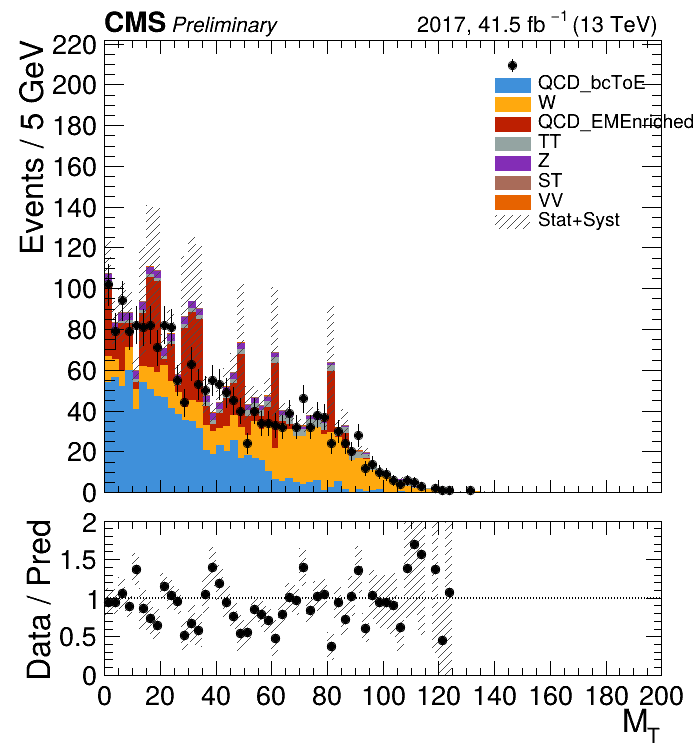 CMS Preliminary 2017, 41.5 fb⁻¹ (13 TeV)
Events / 5 GeV
220
200
180
160
140
120
100
80
60
40
20
0
QCD_bcToE
W
QCD_EMEnriched
TT
Z
ST
VV
Stat+Syst
Data / Pred
2
1.5
1
0.5
0
0 20 40 60 80 100 120 140 160 180 200
M_T